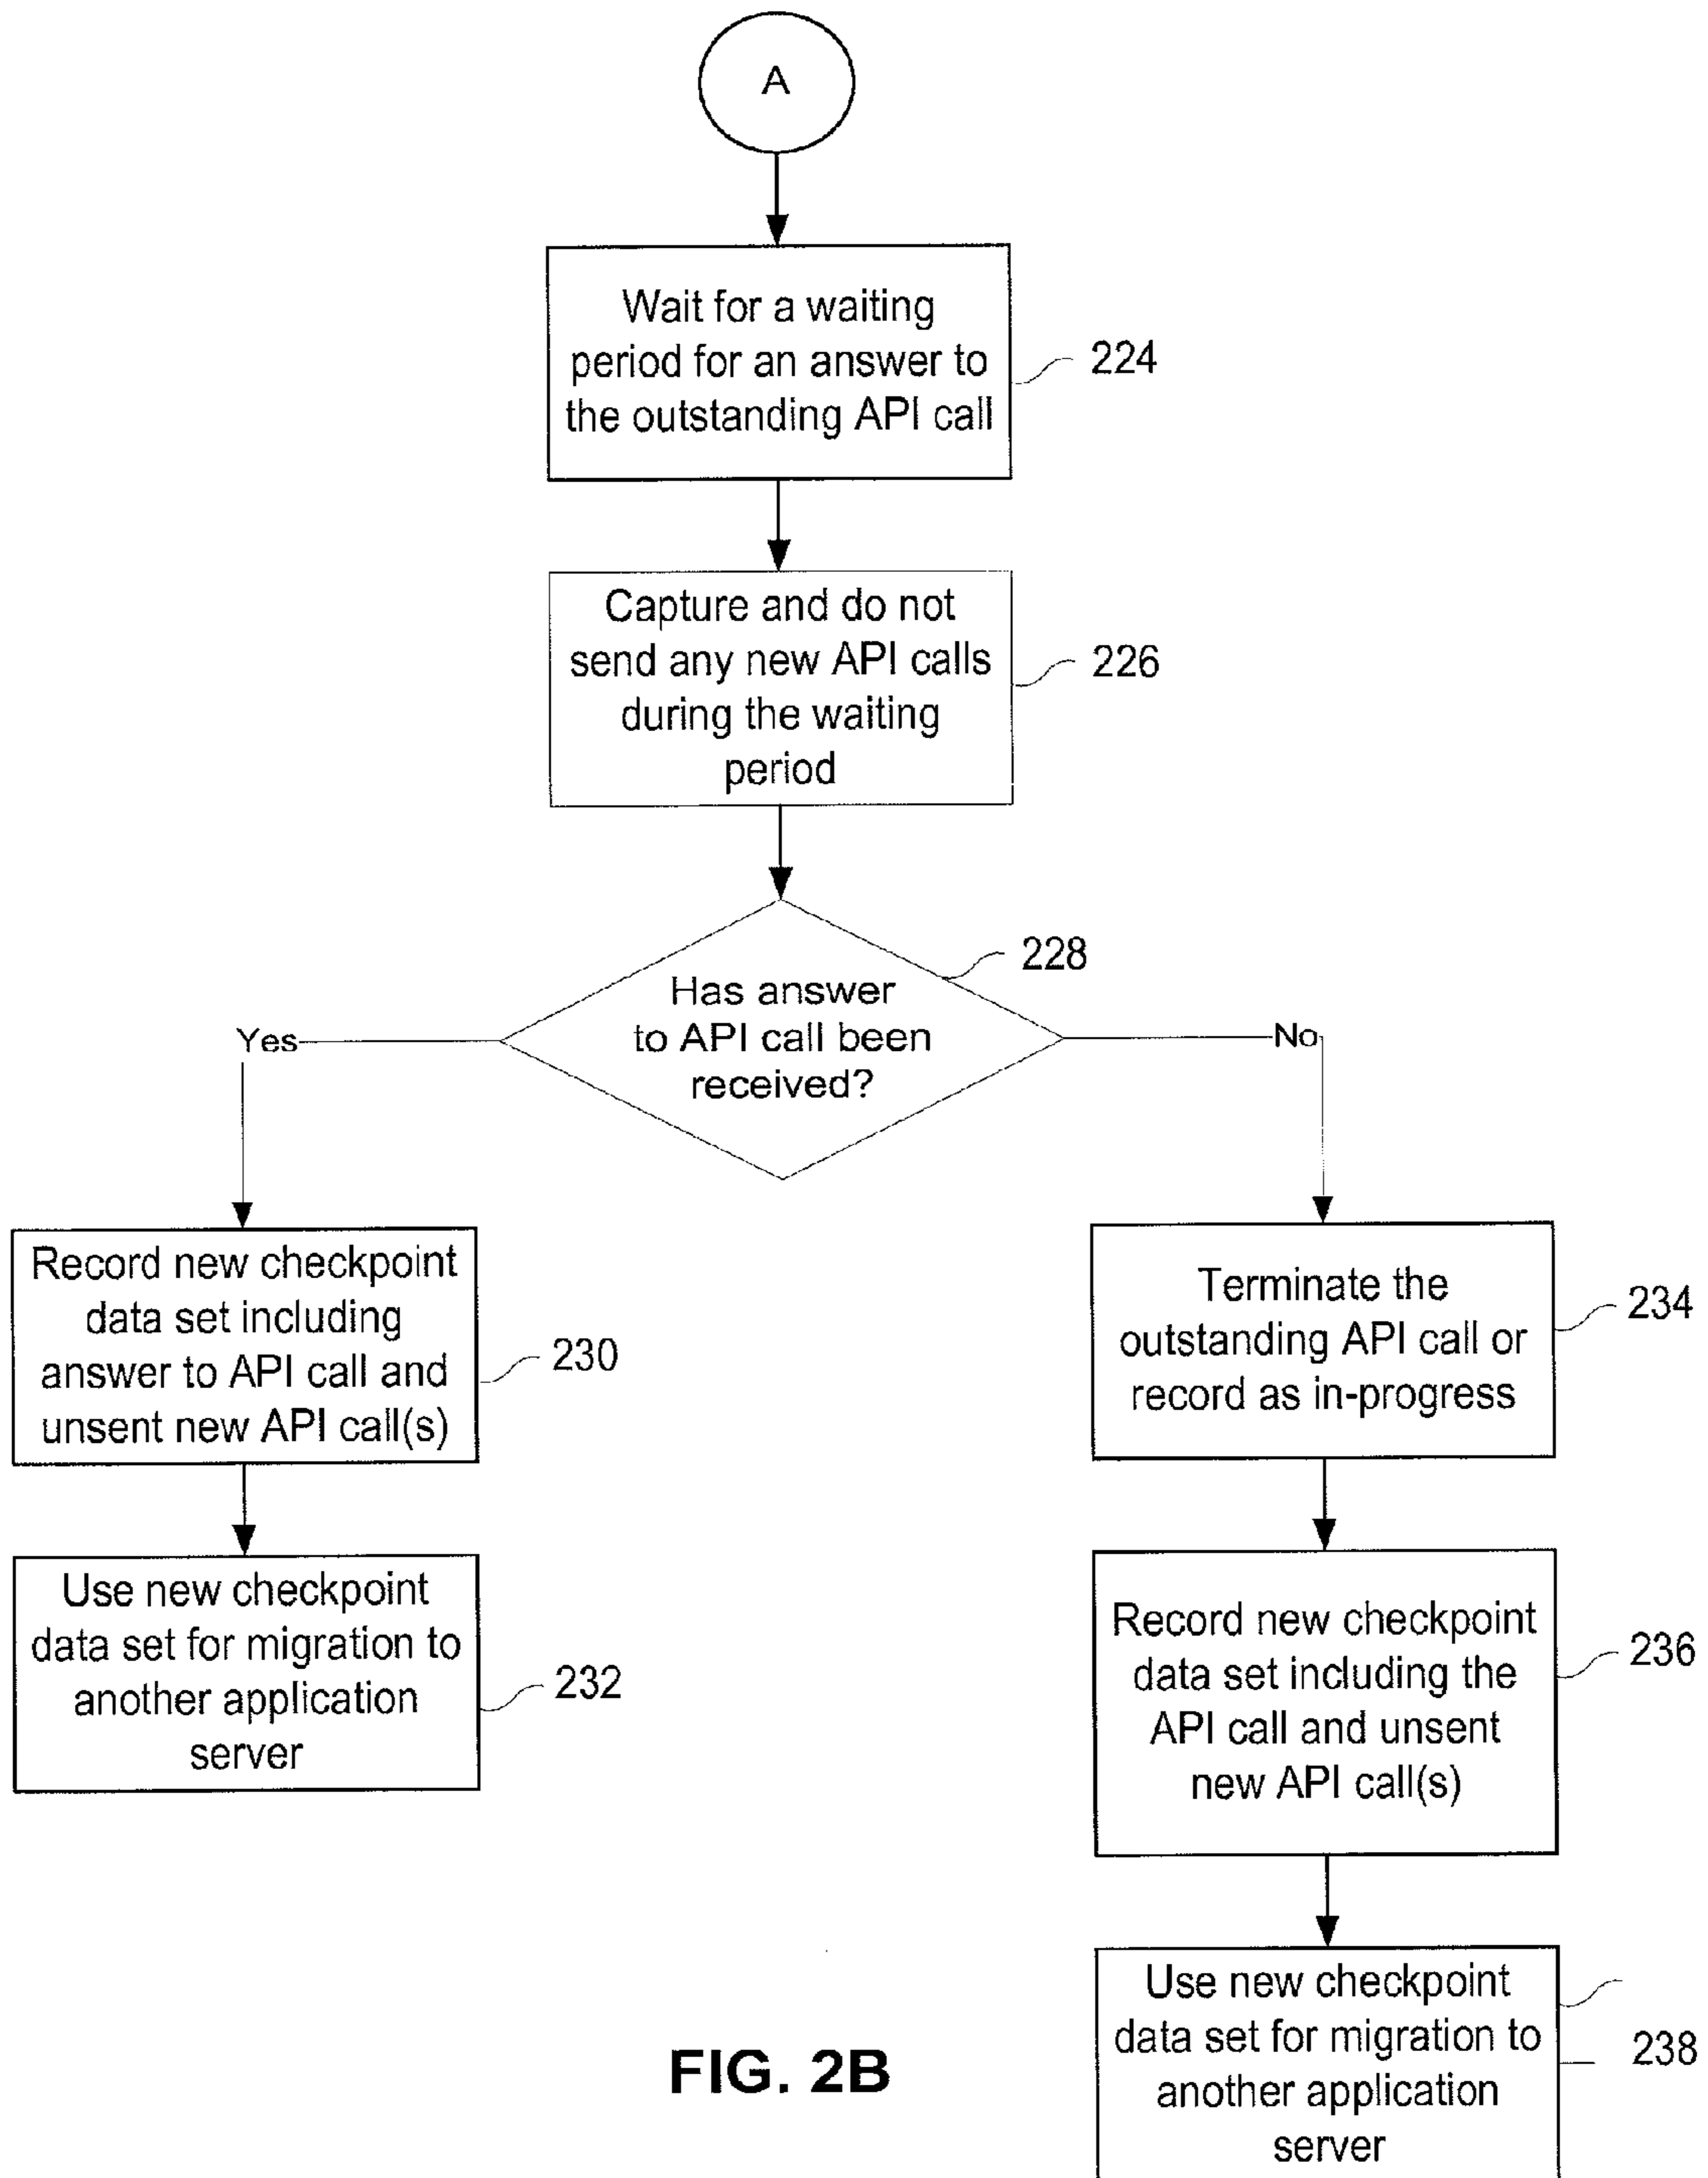 A
Wait for a waiting
period for an answer to
the outstanding API call
224
Capture and do not
send any new API calls
during the waiting
period
226
228
Has answer
to API call been
received?
Yes
No
Record new checkpoint
data set including
answer to API call and
unsent new API call(s)
230
Use new checkpoint
data set for migration to
another application
server
232
Terminate the
outstanding API call or
record as in-progress
234
Record new checkpoint
data set including the
API call and unsent
new API call(s)
236
Use new checkpoint
data set for migration to
another application
server
238
FIG. 2B